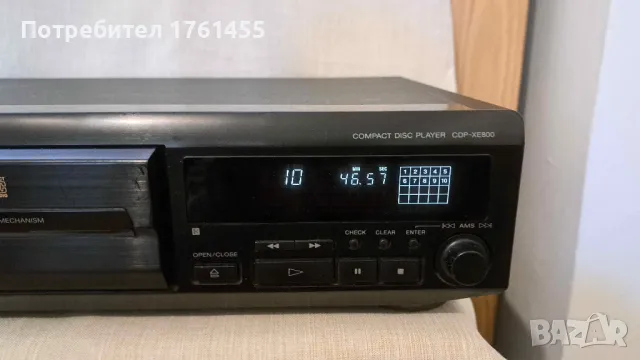 Потребител 1761455
COMPACT DISC PLAYER CDP-XE800
MIN SEC
10 46.57
1 2 3 4 5
6 7 8 9 10
MECHANISM
CHECK CLEAR ENTER
AMS
OPEN/CLOSE
BAZAR